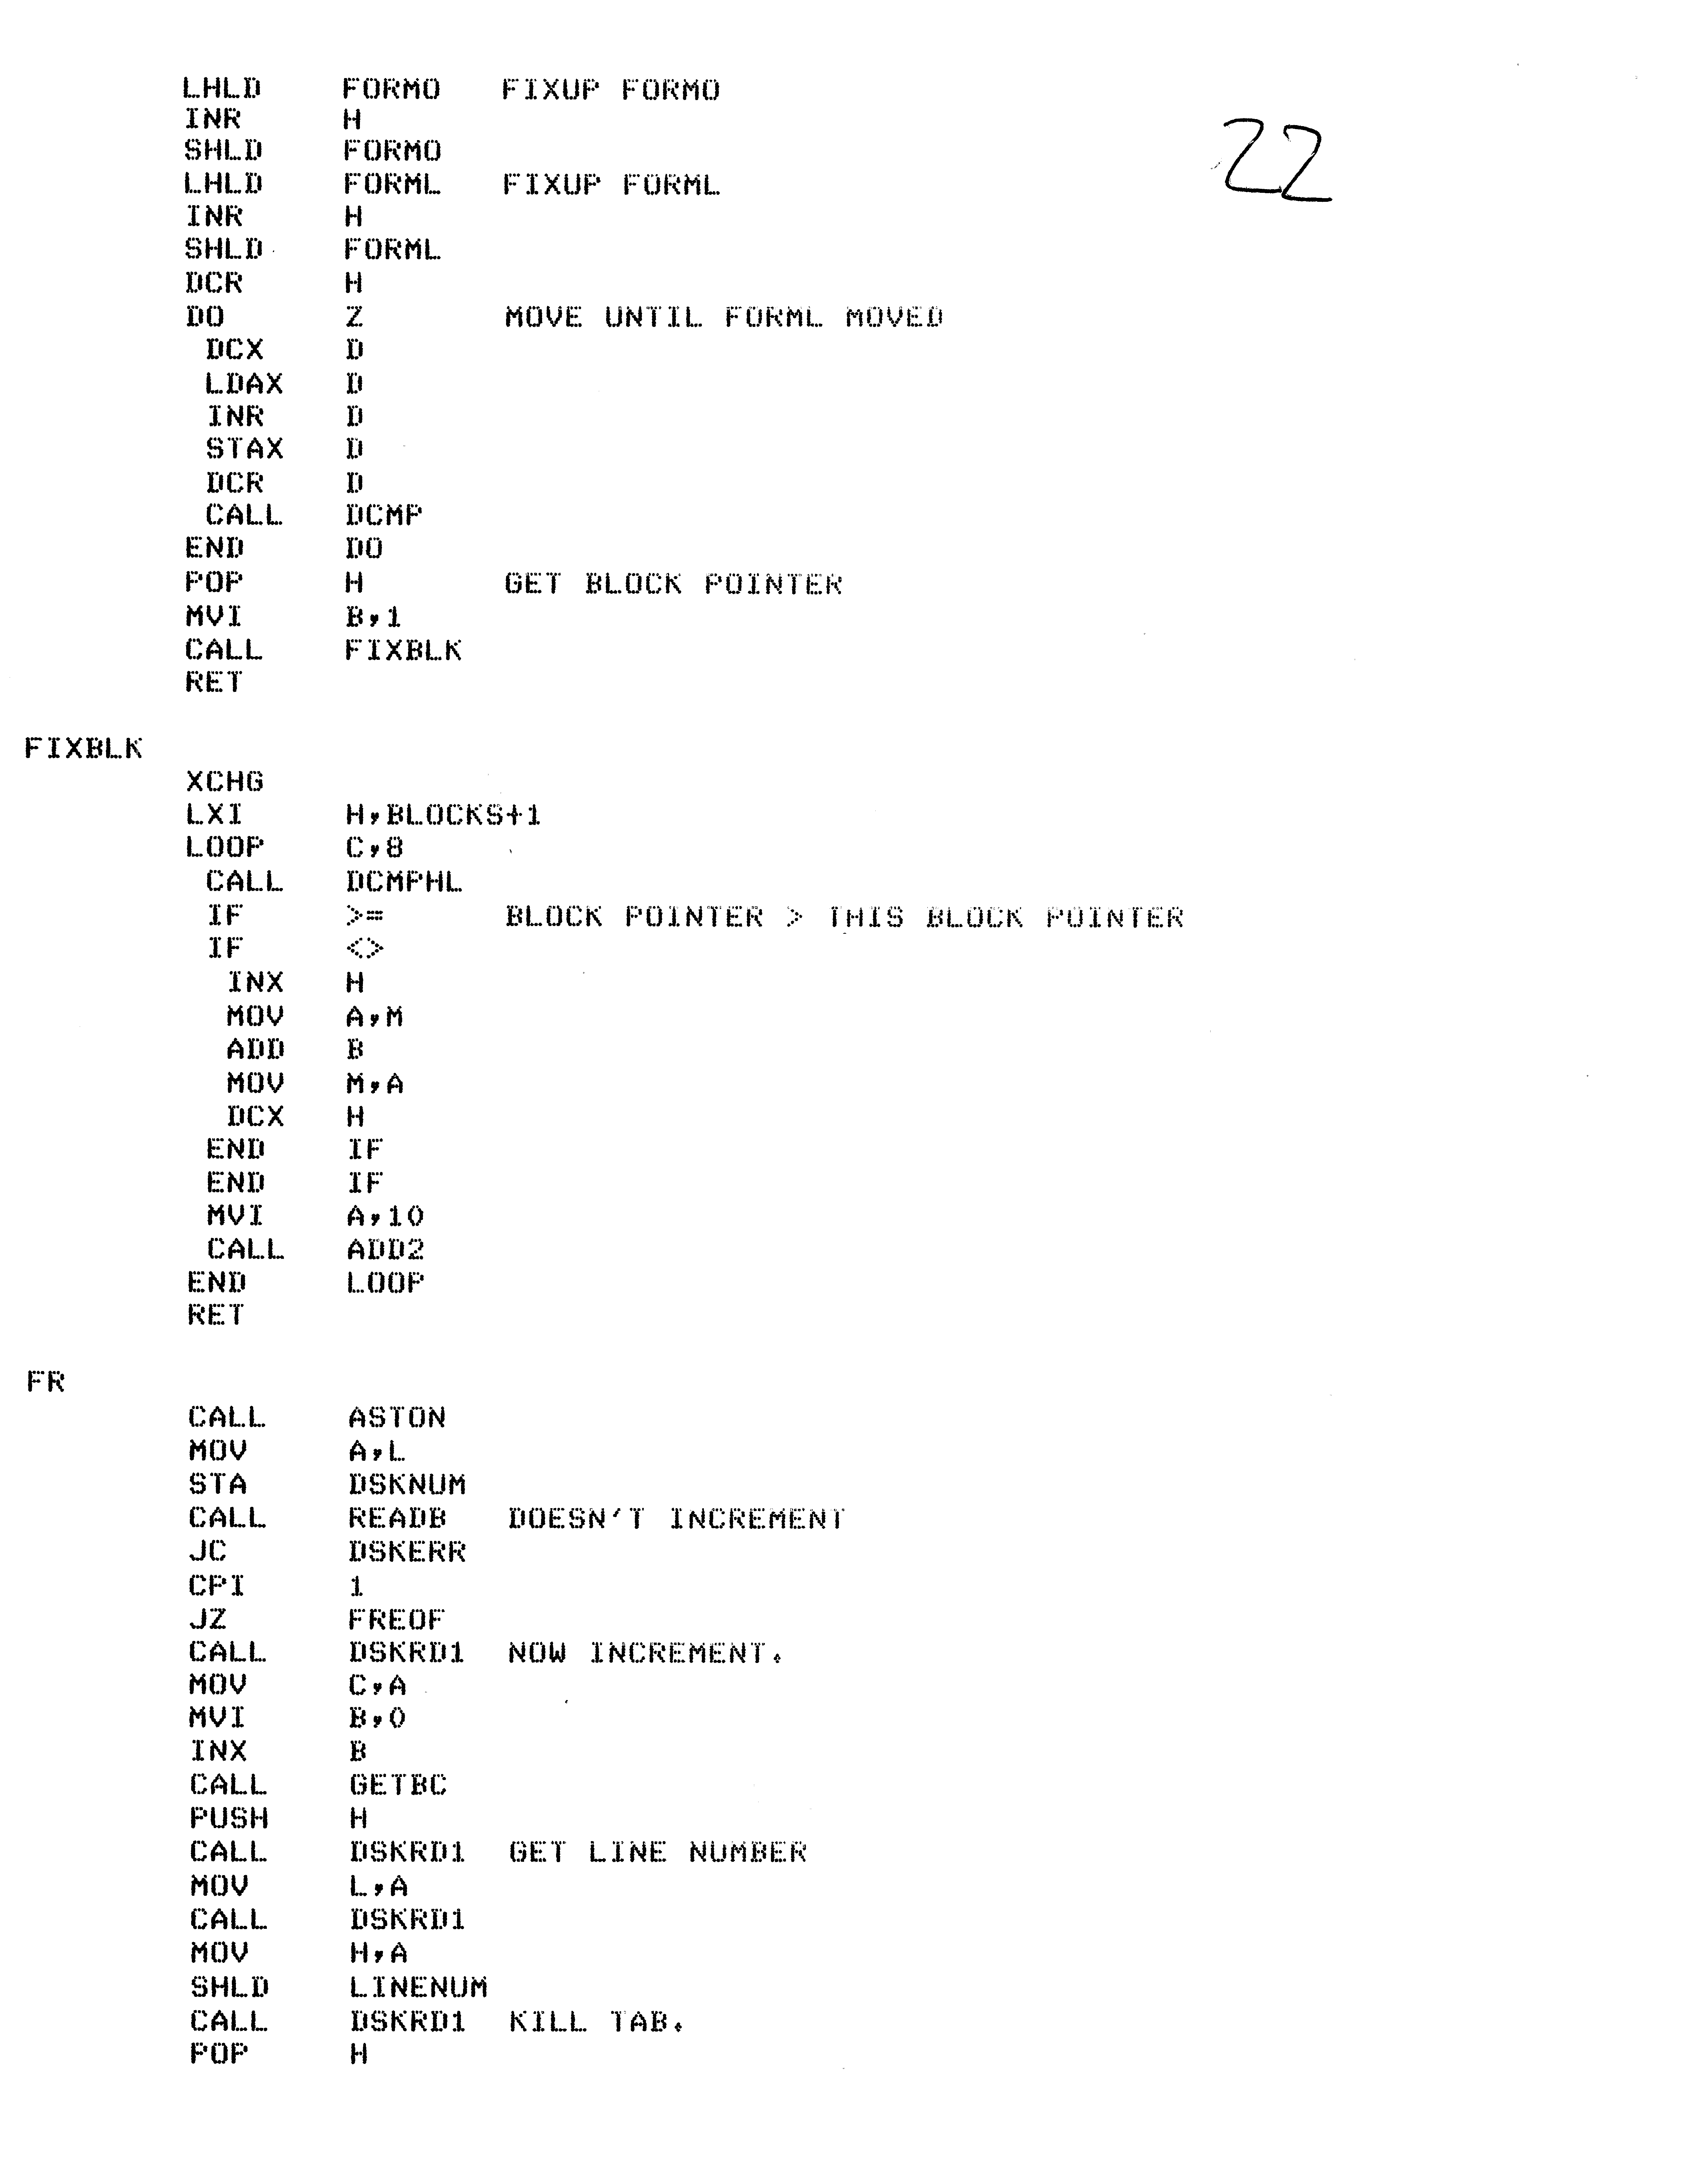 LHLD FORMO FIXUP FORMO
INR H
22
SHLD FORMO
LHLD FORML FIXUP FORML
INR H
SHLD FORML
DCR H
DO Z MOVE UNTIL FORML MOVED
DCX D
LDAX D
INR D
STAX D
DCR D
CALL DCMP
END DO
POP H GET BLOCK POINTER
MVI B,1
CALL FIXBLK
RET
FIXBLK
XCHG
LXI H,BLOCKS+1
LOOP C,8
CALL DCMPHL
IF >= BLOCK POINTER > THIS BLOCK POINTER
IF <>
INX H
MOV A,M
ADD B
MOV M,A
DCX H
END IF
END IF
MVI A,10
CALL ADD2
END LOOP
RET
FR
CALL ASTON
MOV A,L
STA DSKNUM
CALL READB DOESN'T INCREMENT
JC DSKERR
CPI 1
JZ FREOF
CALL DSKRD1 NOW INCREMENT.
MOV C,A
MVI B,0
INX B
CALL GETBC
PUSH H
CALL DSKRD1 GET LINE NUMBER
MOV L,A
CALL DSKRD1
MOV H,A
SHLD LINENUM
CALL DSKRD1 KILL TAB.
POP H